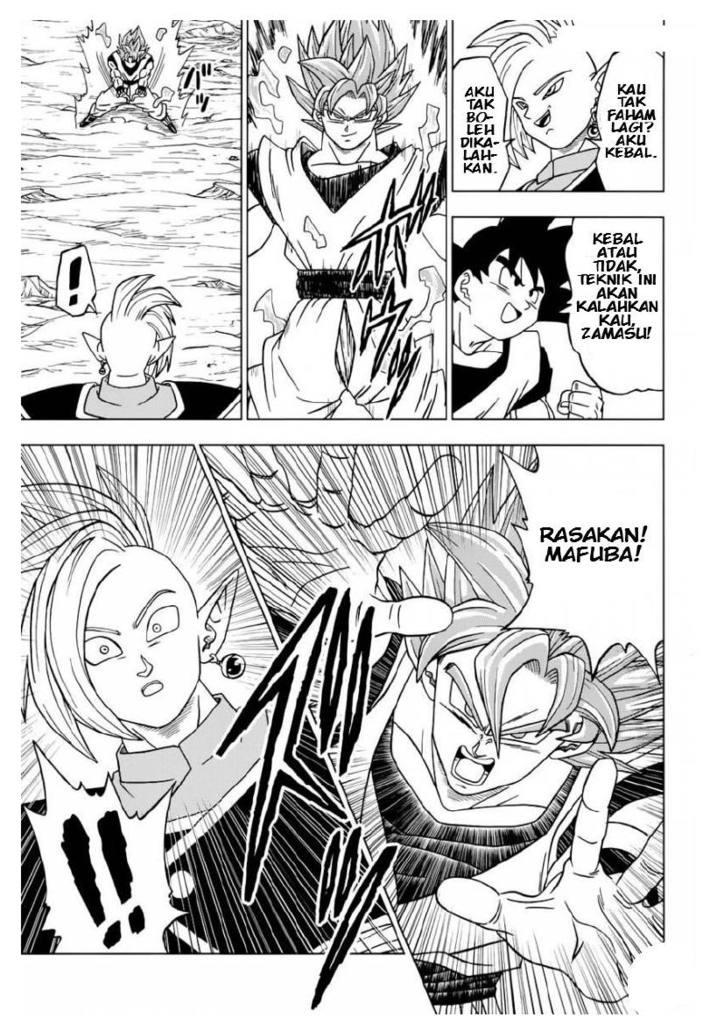 KAU
TAK
FAHAM
LAGI?
AKU
KEBAL.
AKU
TAK
BO-
LEH
DIKA-
LAH-
KAN.
KEBAL
ATAU
TIDAK,
TEKNIK INI
AKAN
KALAHKAN
KAU,
ZAMASU!
!
RASAKAN!
MAFUBA!
!!